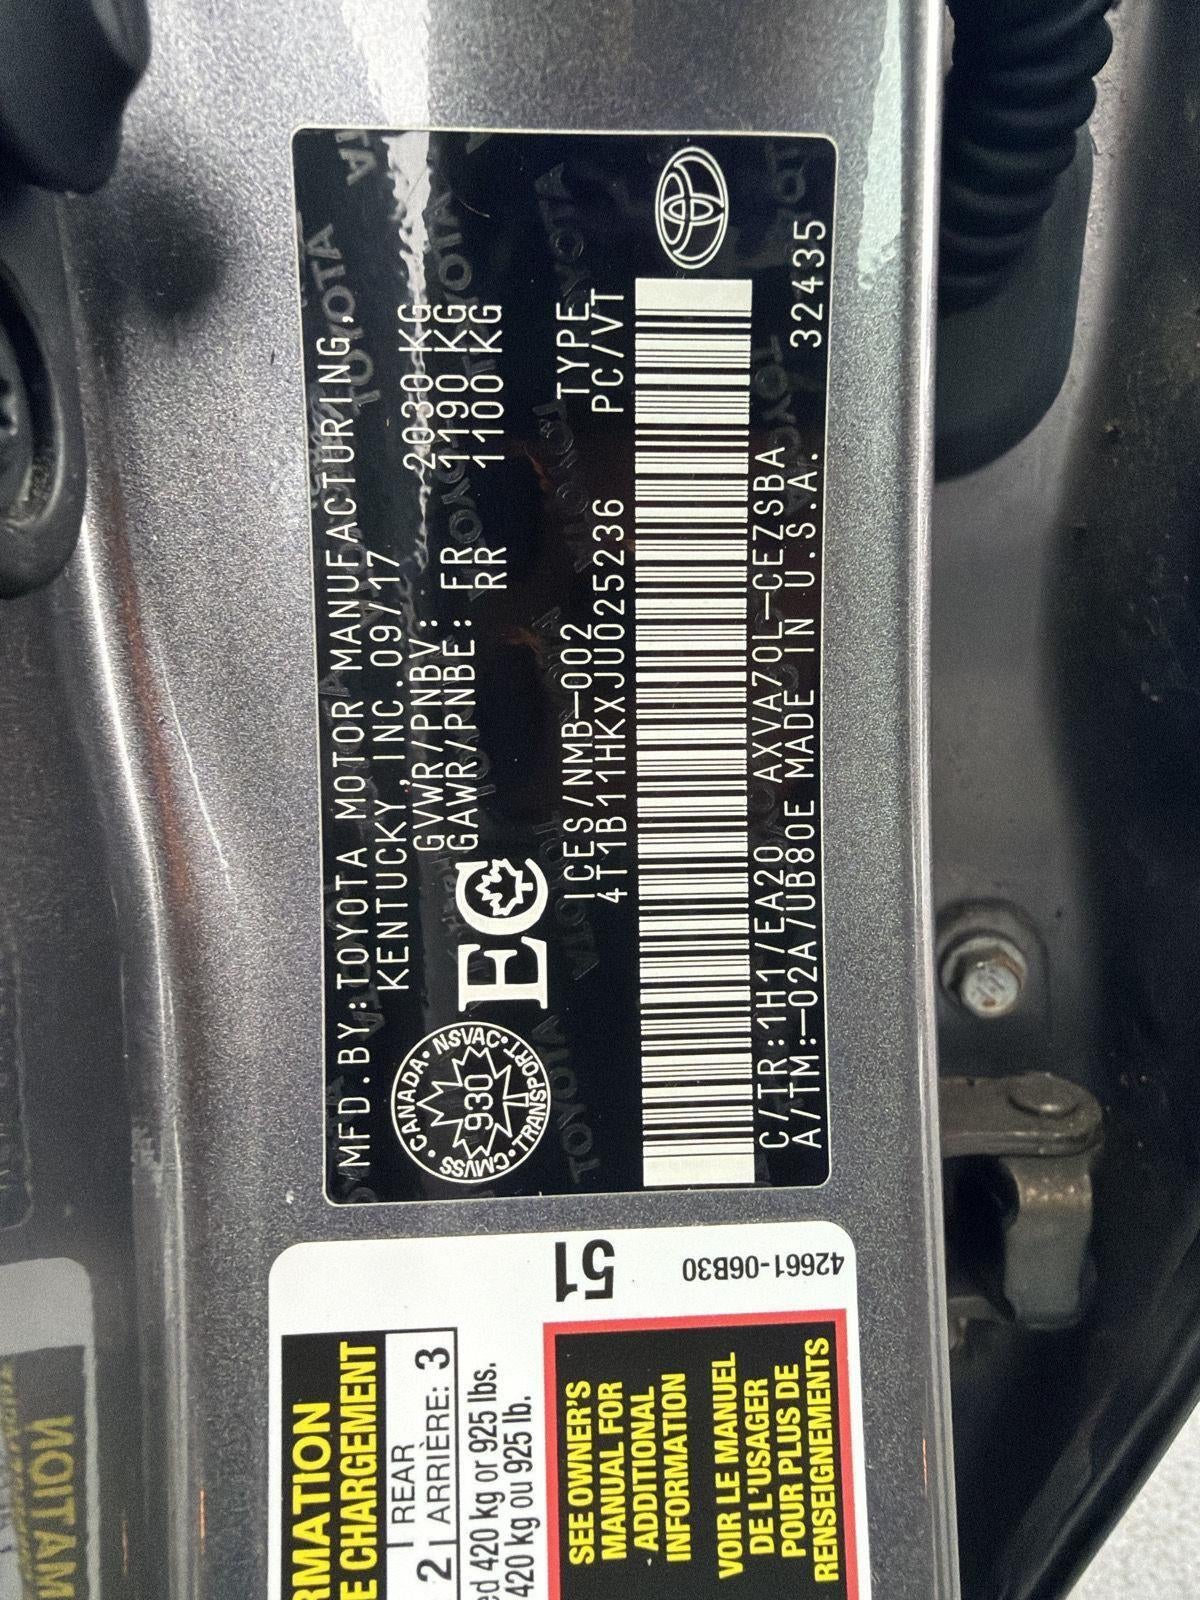 MFD.BY:TOYOTA MOTOR MANUFACTURING,
KENTUCKY,INC.09/17
GVWR/PNBV: 2030 KG
GAWR/PNBE: FR 1190 KG
RR 1100 KG
CANADA • NSVAC • TRANSPORT • CMVSS •
930
EC
ICES/NMB-002 TYPE
4T1B11HKXJU025236 PC/VT
C/TR:1H1/EA20 AXVA70L-CEZSBA
A/TM:-02A/UB80E MADE IN U.S.A. 32435
51
42661-06B30
RMATION
E CHARGEMENT
2 REAR
ARRIÈRE: 3
ed 420 kg or 925 lbs.
420 kg ou 925 lb.
SEE OWNER'S
MANUAL FOR
ADDITIONAL
INFORMATION
VOIR LE MANUEL
DE L'USAGER
POUR PLUS DE
RENSEIGNEMENTS